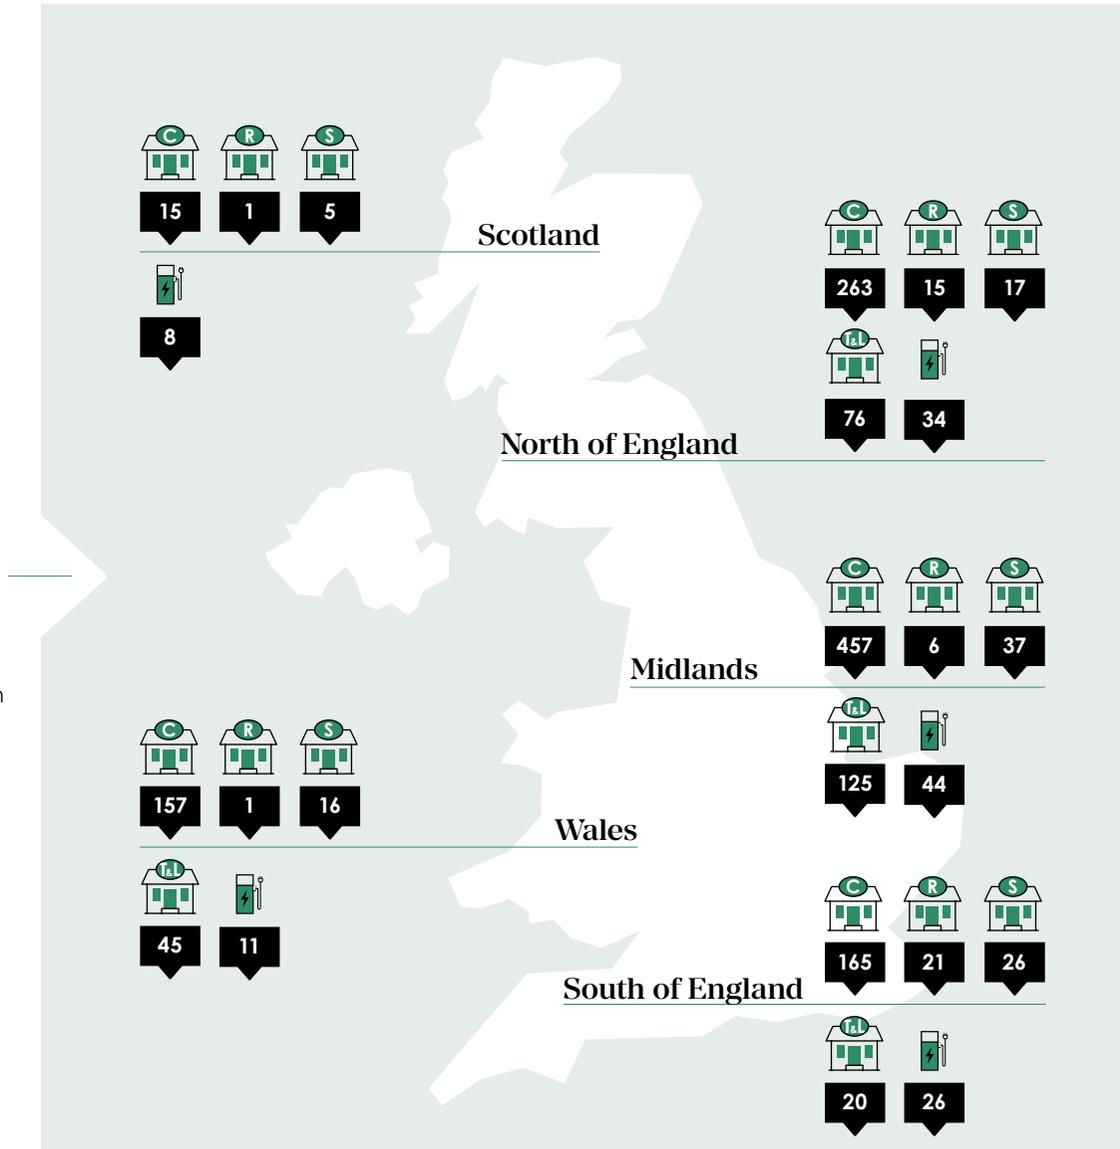 C R S
15 1 5
Scotland
8
C R S
263 15 17
T&L
76 34
North of England
C R S
457 6 37
Midlands
T&L
125 44
n
C R S
157 1 16
Wales
T&L
45 11
C R S
165 21 26
South of England
T&L
20 26